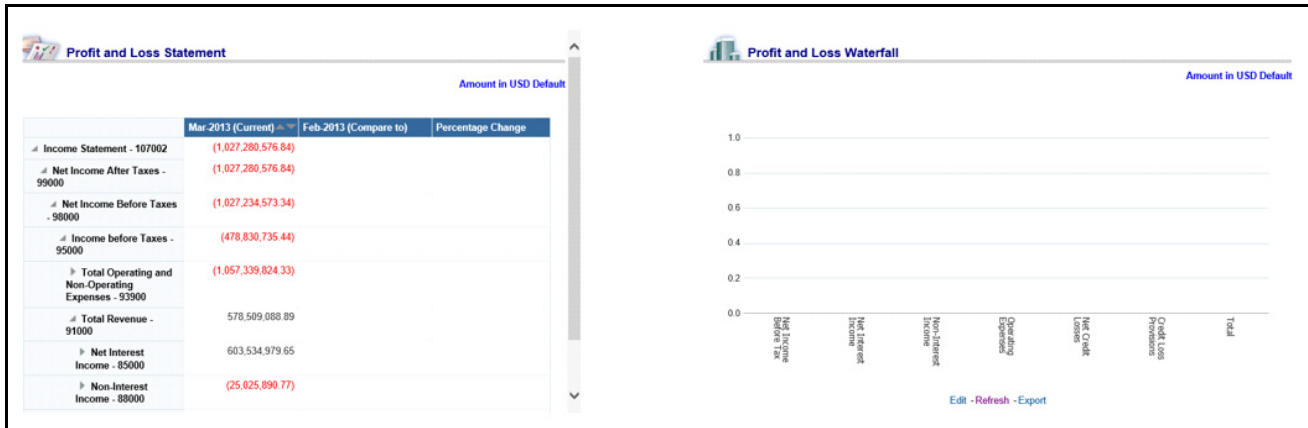 Profit and Loss Statement
Amount in USD Default
Mar-2013 (Current) Feb-2013 (Compare to) Percentage Change
Income Statement - 107002 (1,027,280,576.84)
Net Income After Taxes - (1,027,280,576.84)
99000
Net Income Before Taxes (1,027,234,573.34)
- 98000
Income before Taxes - (478,830,735.44)
95000
Total Operating and (1,057,339,824.33)
Non-Operating
Expenses - 93900
Total Revenue - 578,509,088.89
91000
Net Interest 603,534,979.65
Income - 85000
Non-Interest (25,025,890.77)
Income - 88000
Profit and Loss Waterfall
Amount in USD Default
1.0
0.8
0.6
0.4
0.2
0.0
Net Income
Before Tax
Net Interest
Income
Non-Interest
Income
Operating
Expenses
Net Credit
Losses
Credit Loss
Provisions
Total
Edit - Refresh - Export